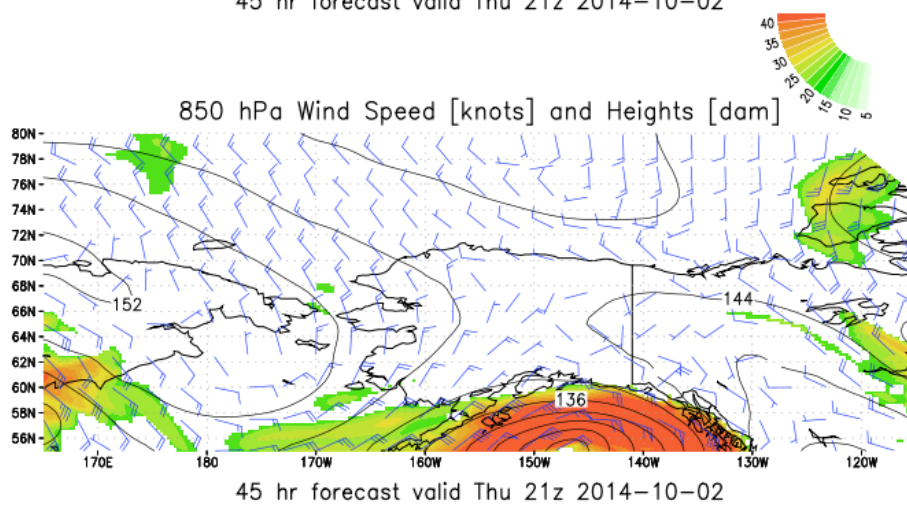 45 hr forecast valid Thu 21z 2014-10-02
40
35
30
25
20
15
10
5
850 hPa Wind Speed [knots] and Heights [dam]
80N
78N
76N
74N
72N
70N
68N
66N
64N
62N
60N
58N
56N
152
144
136
170E 180 170W 160W 150W 140W 130W 120W
45 hr forecast valid Thu 21z 2014-10-02